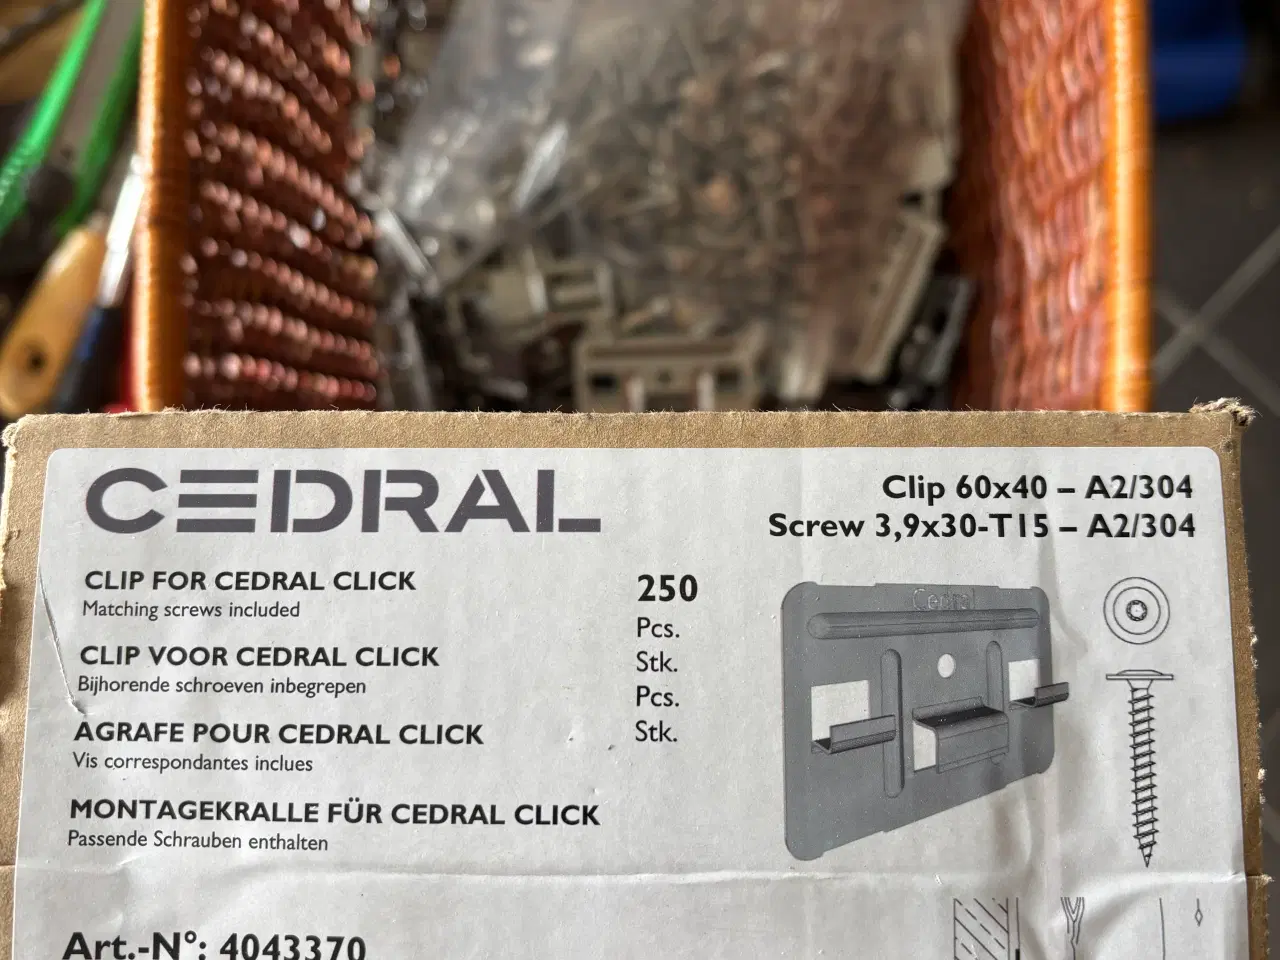 CEDRAL
Clip 60x40 – A2/304
Screw 3,9x30-T15 – A2/304
CLIP FOR CEDRAL CLICK
Matching screws included
250
Pcs.
CLIP VOOR CEDRAL CLICK
Bijhorende schroeven inbegrepen
Stk.
AGRAFE POUR CEDRAL CLICK
Vis correspondantes inclues
Pcs.
MONTAGEKRALLE FÜR CEDRAL CLICK
Passende Schrauben enthalten
Stk.
Cedral
Art.-N°: 4043370